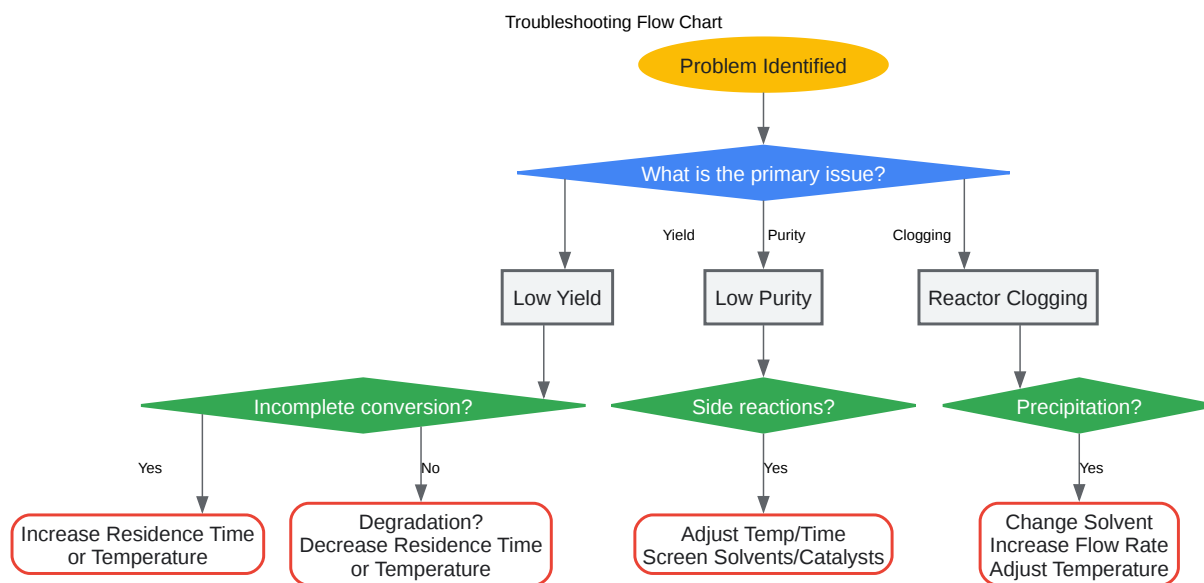 Troubleshooting Flow Chart
Problem Identified
What is the primary issue?
Yield
Purity
Clogging
Low Yield
Low Purity
Reactor Clogging
Incomplete conversion?
Side reactions?
Precipitation?
Yes
No
Yes
Yes
Increase Residence Time
or Temperature
Degradation?
Decrease Residence Time
or Temperature
Adjust Temp/Time
Screen Solvents/Catalysts
Change Solvent
Increase Flow Rate
Adjust Temperature